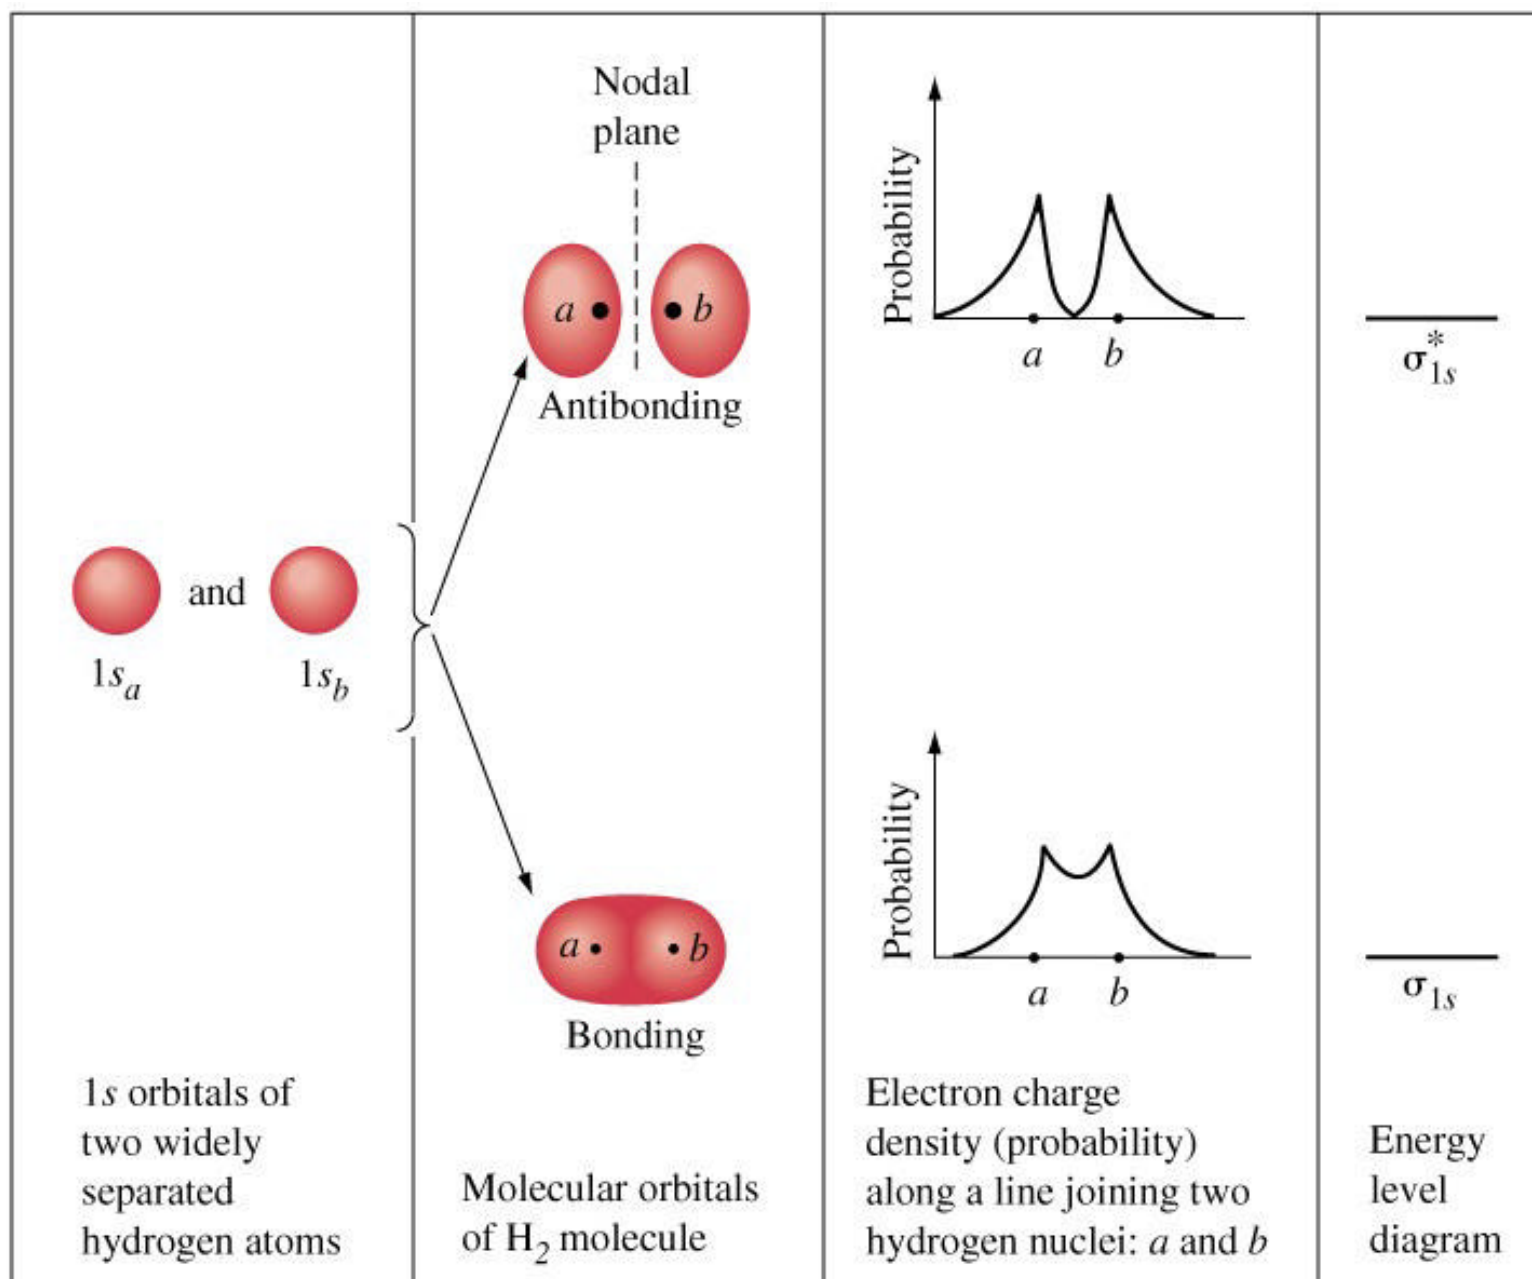 Nodal
plane
a
b
Antibonding
Probability
a
b
σ*1s
and
1sa
1sb
a
b
Bonding
Probability
a
b
σ1s
1s orbitals of
two widely
separated
hydrogen atoms
Molecular orbitals
of H2 molecule
Electron charge
density (probability)
along a line joining two
hydrogen nuclei: a and b
Energy
level
diagram